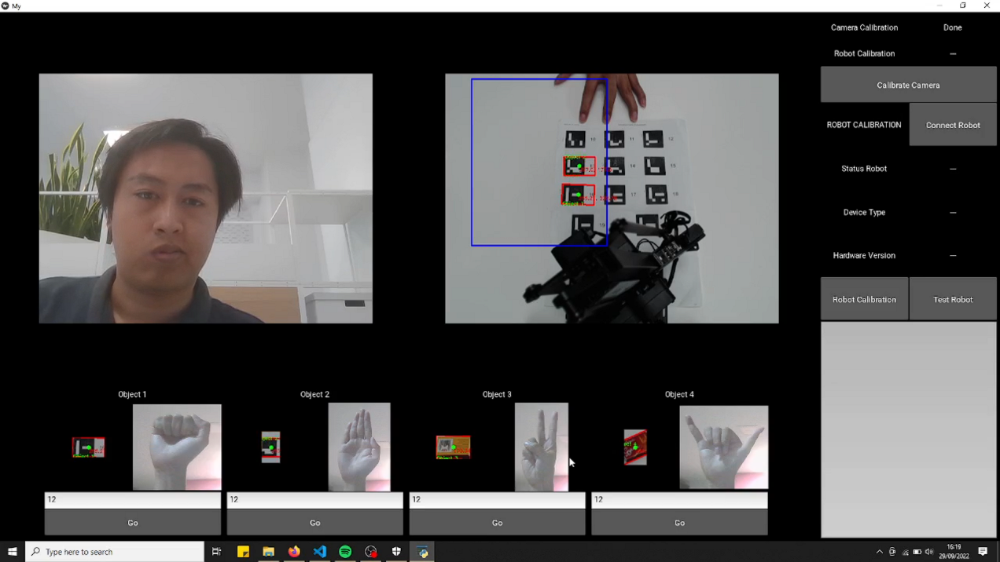 My
Camera Calibration Done
Robot Calibration ---
Calibrate Camera
ROBOT CALIBRATION Connect Robot
Status Robot ---
Device Type ---
Hardware Version ---
Robot Calibration Test Robot
10 11 12
14 15
17 18
19
Object 1 Object 2 Object 3 Object 4
12 12 12 12
Go Go Go Go
Type here to search
16:19
29/09/2022